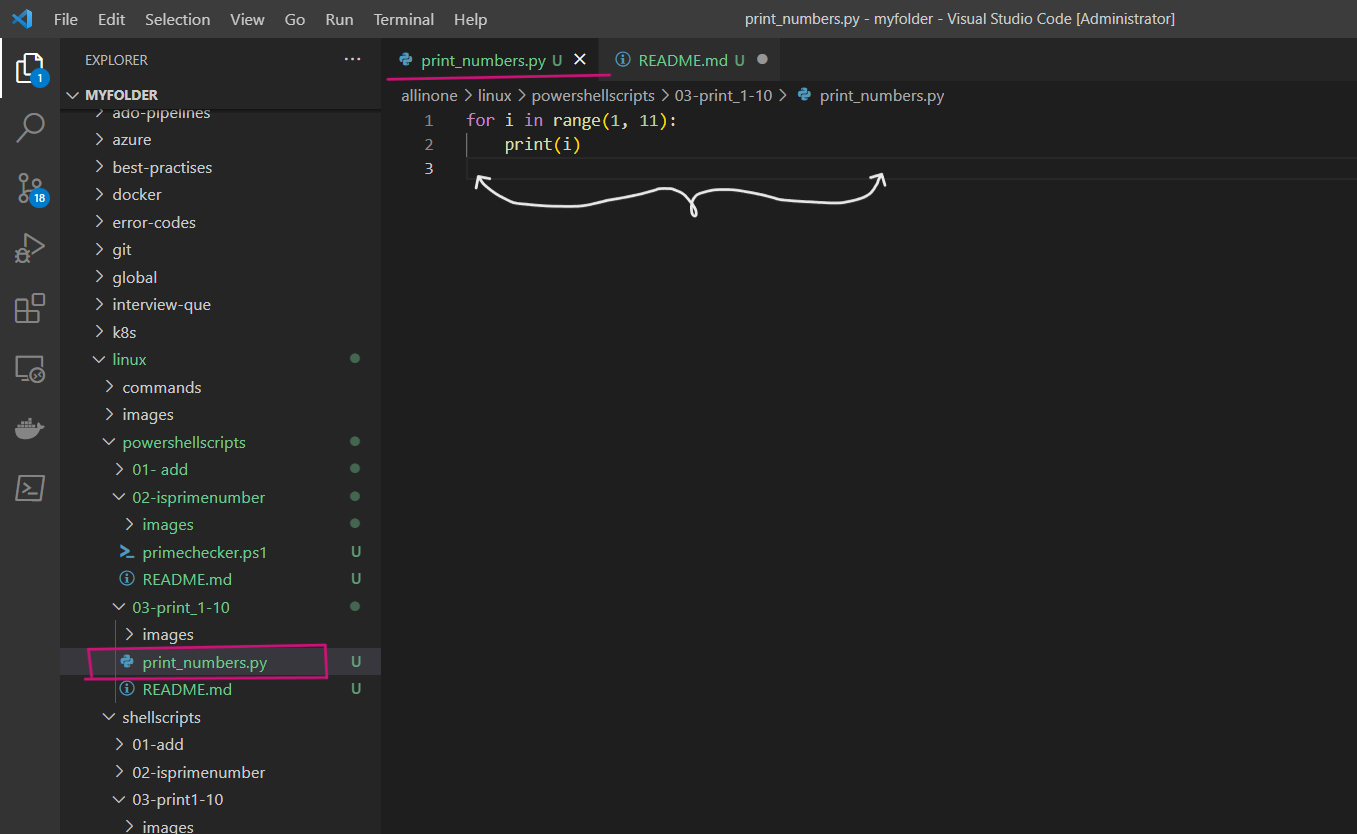 File Edit Selection View Go Run Terminal Help
print_numbers.py - myfolder - Visual Studio Code [Administrator]
1
18
EXPLORER ...
MYFOLDER
ado-pipelines
azure
best-practises
docker
error-codes
git
global
interview-que
k8s
linux
commands
images
powershellscripts
01- add
02-isprimenumber
images
primechecker.ps1 U
README.md U
03-print_1-10
images
print_numbers.py U
README.md U
shellscripts
01-add
02-isprimenumber
03-print1-10
images
print_numbers.py U README.md U
allinone > linux > powershellscripts > 03-print_1-10 > print_numbers.py
1 for i in range(1, 11):
2 print(i)
3